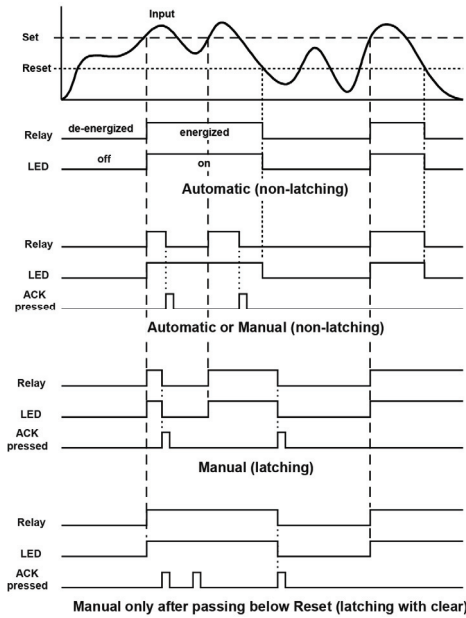 Input
Set
Reset
de-energized energized
Relay
off on
LED
Automatic (non-latching)
Relay
LED
ACK
pressed
Automatic or Manual (non-latching)
Relay
LED
ACK
pressed
Manual (latching)
Relay
LED
ACK
pressed
Manual only after passing below Reset (latching with clear)